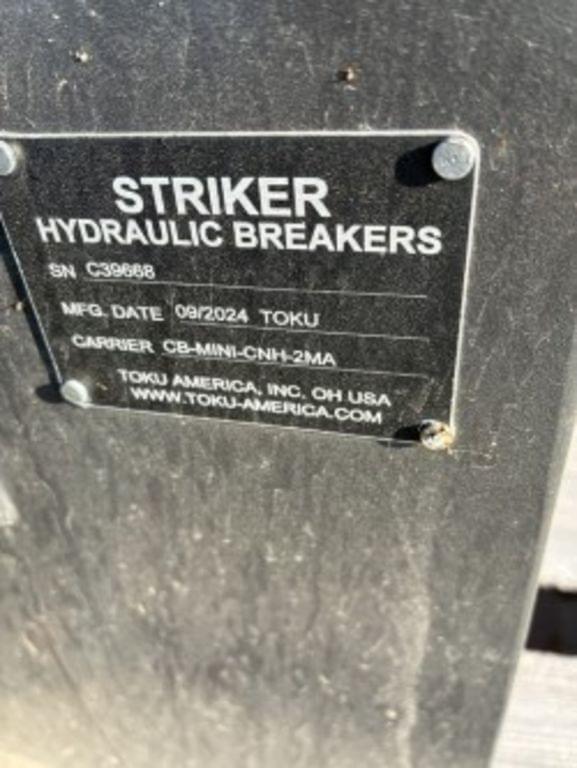 STRIKER
HYDRAULIC BREAKERS
SN C39668
MFG. DATE 09/2024 TOKU
CARRIER CB-MINI-CNH-2MA
TOKU AMERICA, INC. OH USA
WWW.TOKU-AMERICA.COM